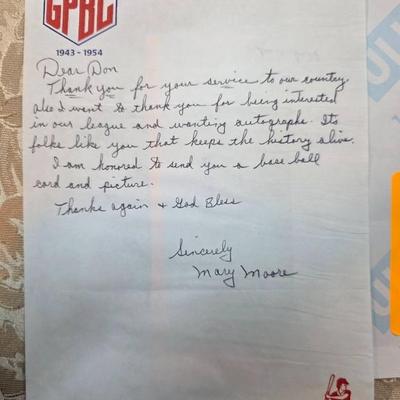 GPBL
1943 - 1954
Dear Don
Thank you for your service to our country,
also I want to thank you for being interested
in our league and wanting autographs. Its
folks like you that keeps the history alive.
I am honored to send you a base ball
card and picture.
Thanks again & God Bless
Sincerely
Mary Moore